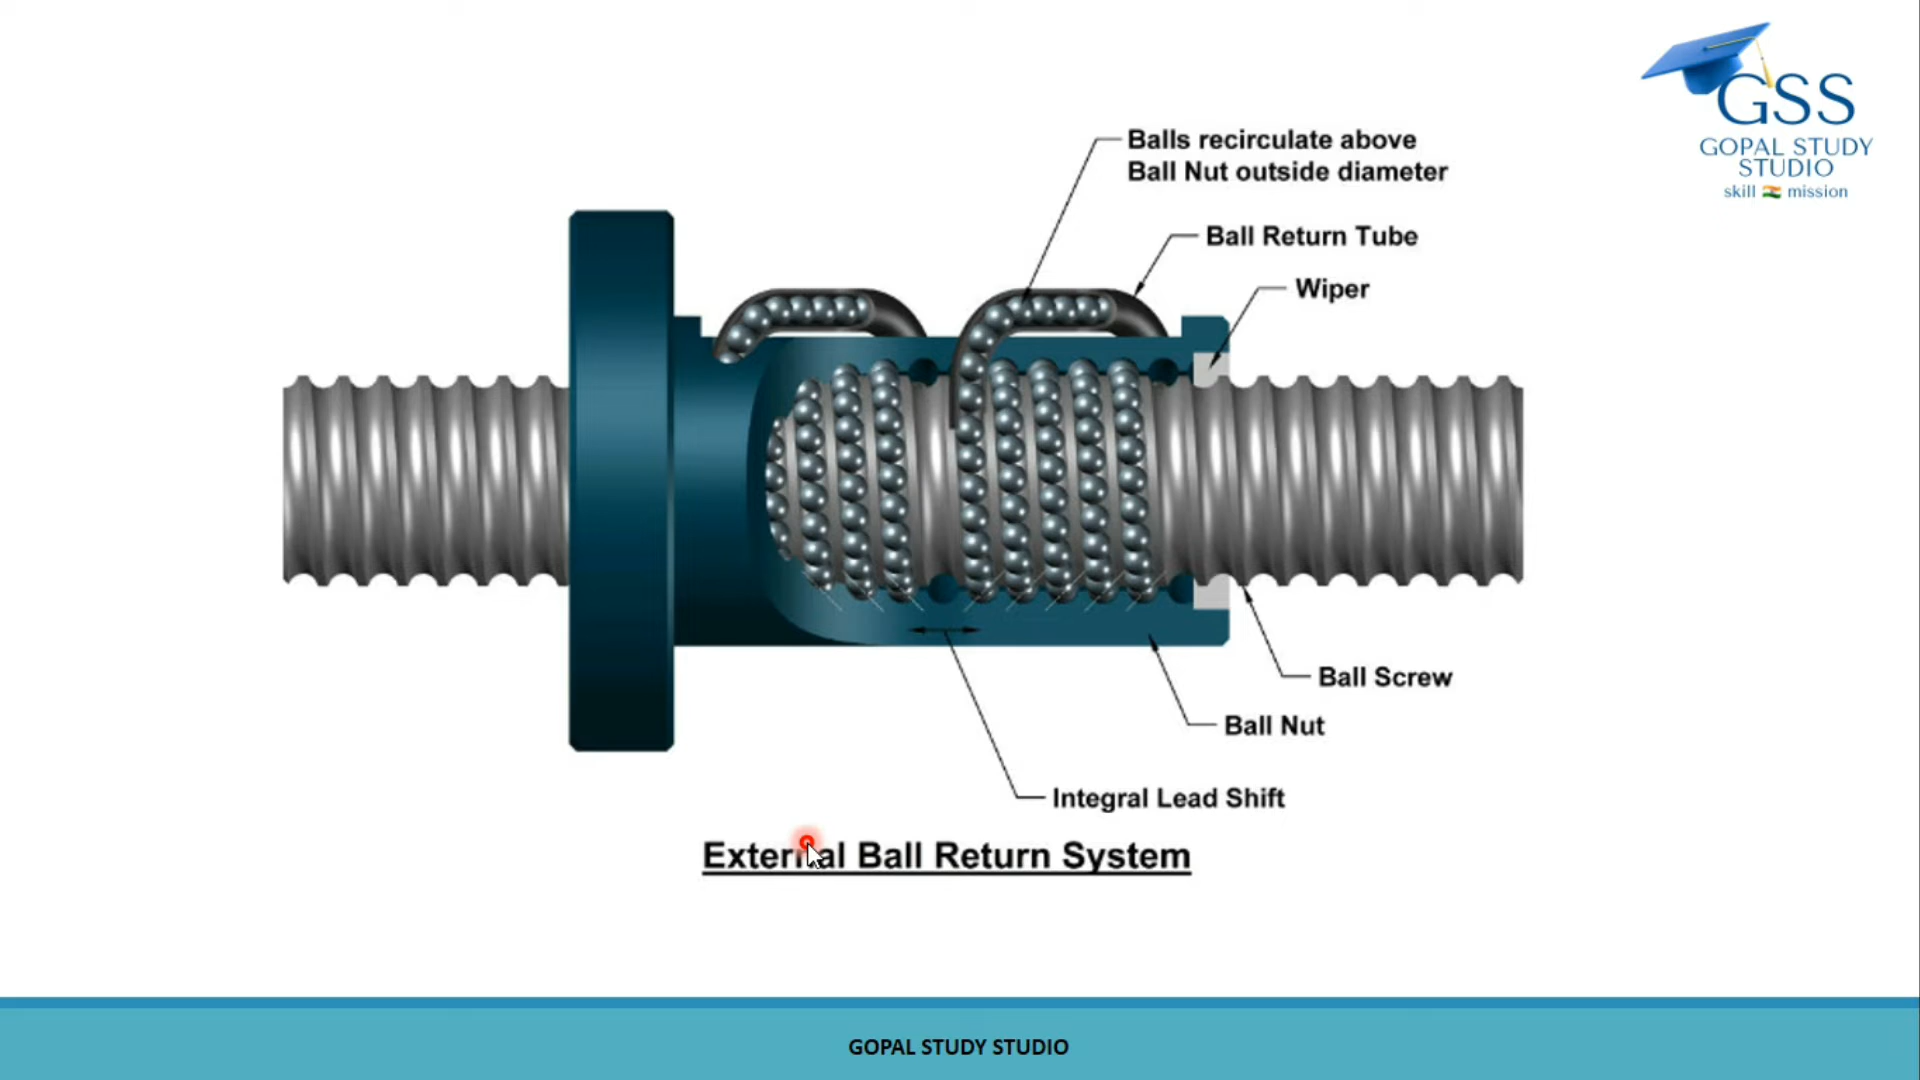 GSS
GOPAL STUDY
STUDIO
skill mission
Balls recirculate above
Ball Nut outside diameter
Ball Return Tube
Wiper
Ball Screw
Ball Nut
Integral Lead Shift
External Ball Return System
GOPAL STUDY STUDIO